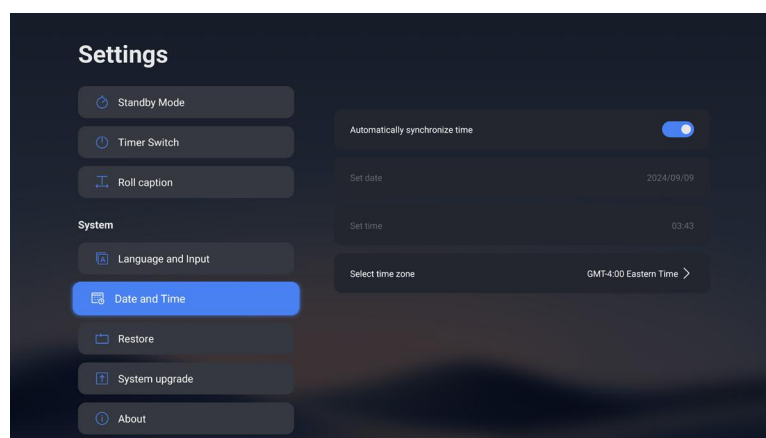 Settings
Standby Mode
Timer Switch
Roll caption
System
Language and Input
Date and Time
Restore
System upgrade
About
Automatically synchronize time
Set date 2024/09/09
Set time 03:43
Select time zone GMT-4:00 Eastern Time